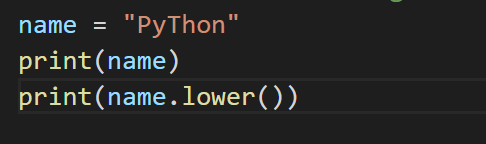 name = "PyThon"
print(name)
print(name.lower())